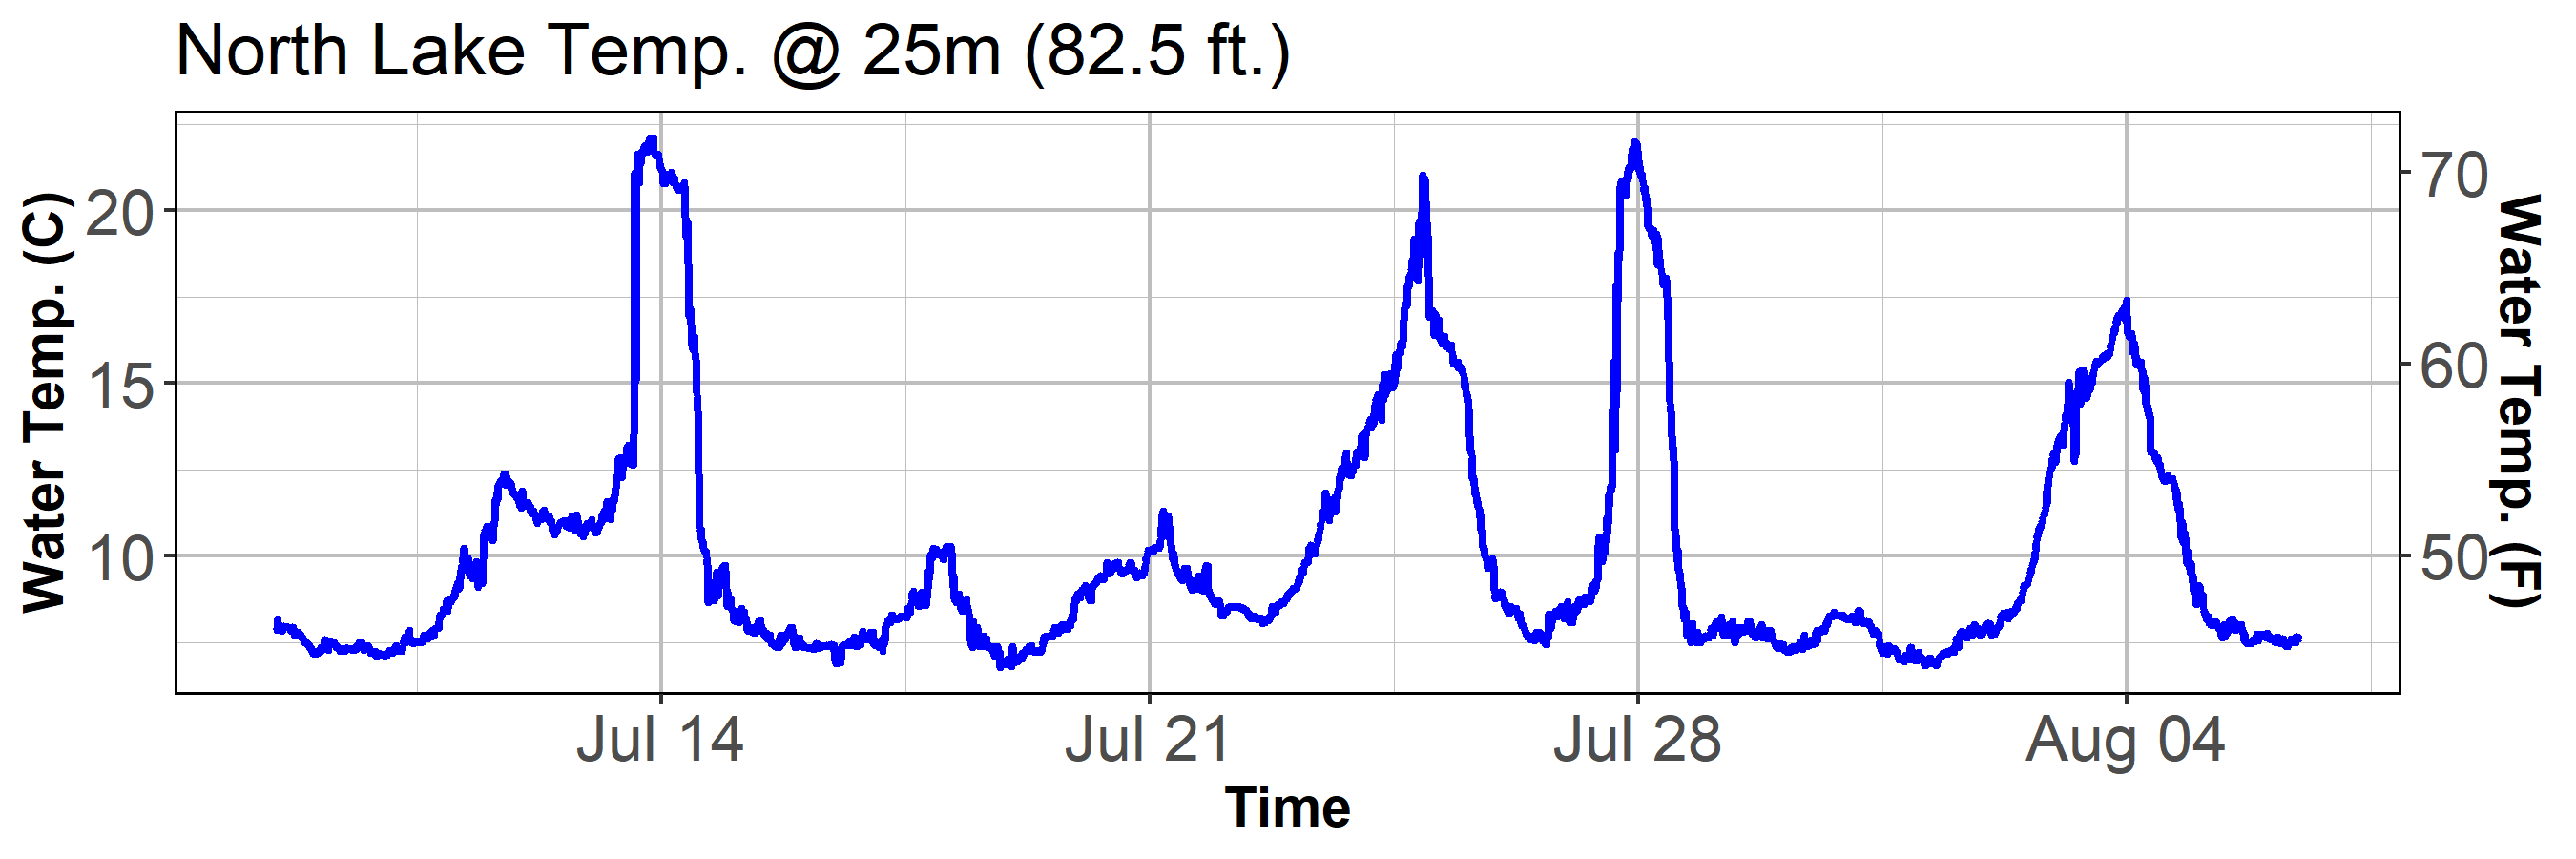 North Lake Temp. @ 25m (82.5 ft.)
Water Temp. (C)
20
15
10
70
60
50
Water Temp. (F)
Jul 14
Jul 21
Jul 28
Aug 04
Time